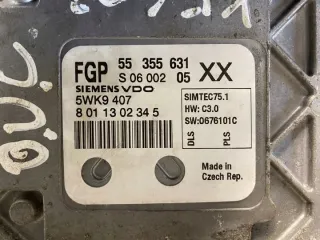 FGP 55 355 631
S 06 002 05 XX
SIEMENS VDO
5WK9 407
8 01 13 02 34 5
SIMTEC75.1
HW: C3.0
SW:0676101C
DLS
PLS
Made in
Czech Rep.